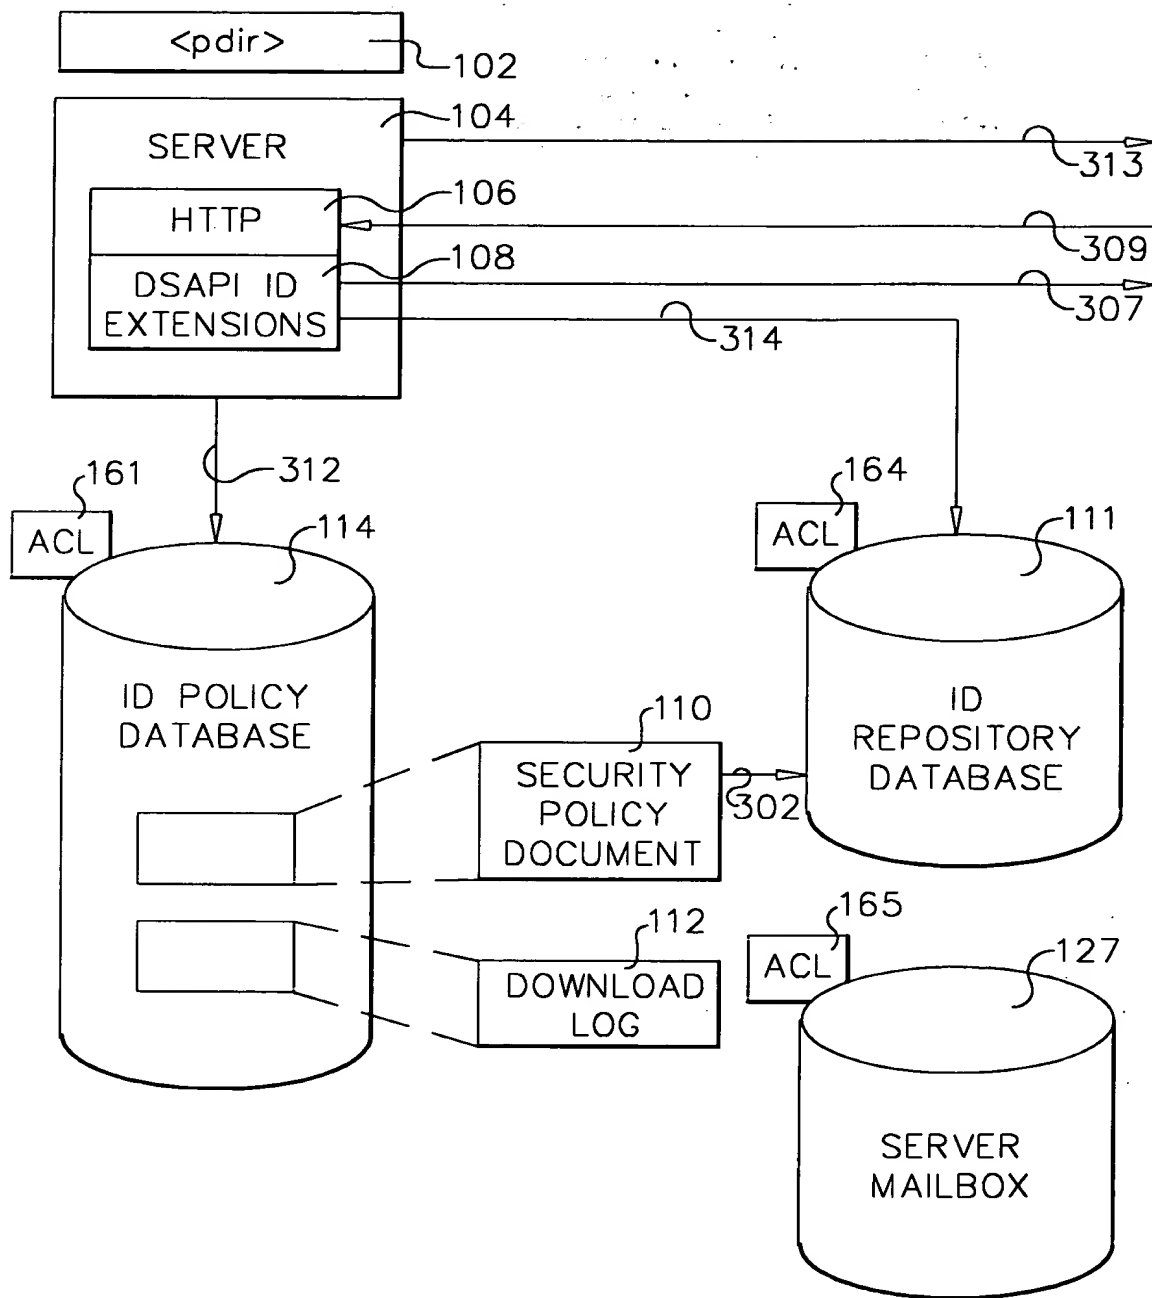 <pdir>
102
104
SERVER
313
106
HTTP
309
108
DSAPI ID
EXTENSIONS
307
314
312
161
ACL
114
164
ACL
111
ID POLICY
DATABASE
110
SECURITY
POLICY
DOCUMENT
302
ID
REPOSITORY
DATABASE
112
DOWNLOAD
LOG
165
ACL
127
SERVER
MAILBOX